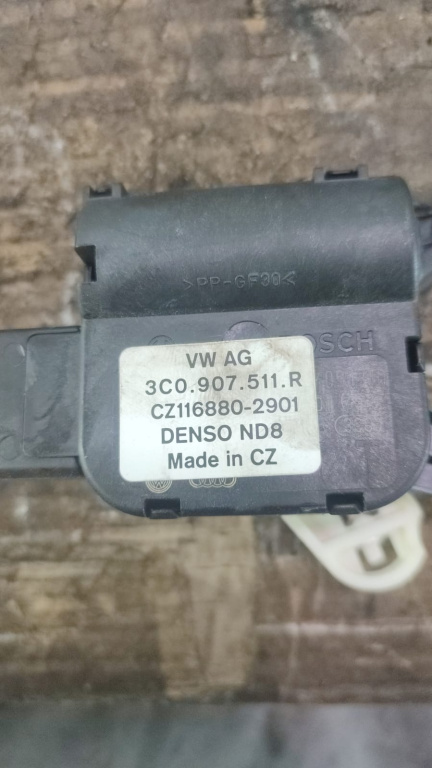 >PP-GF30<
BOSCH
VW AG
3C0.907.511.R
CZ116880-2901
DENSO ND8
Made in CZ